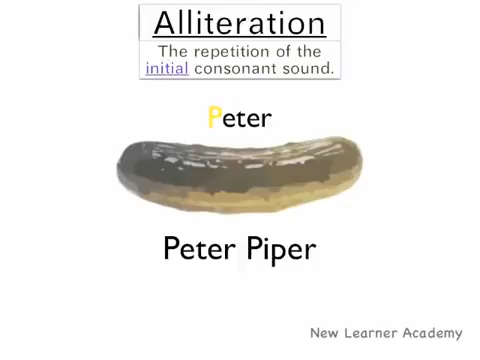 Alliteration
The repetition of the
initial consonant sound.
Peter
Peter Piper
New Learner Academy